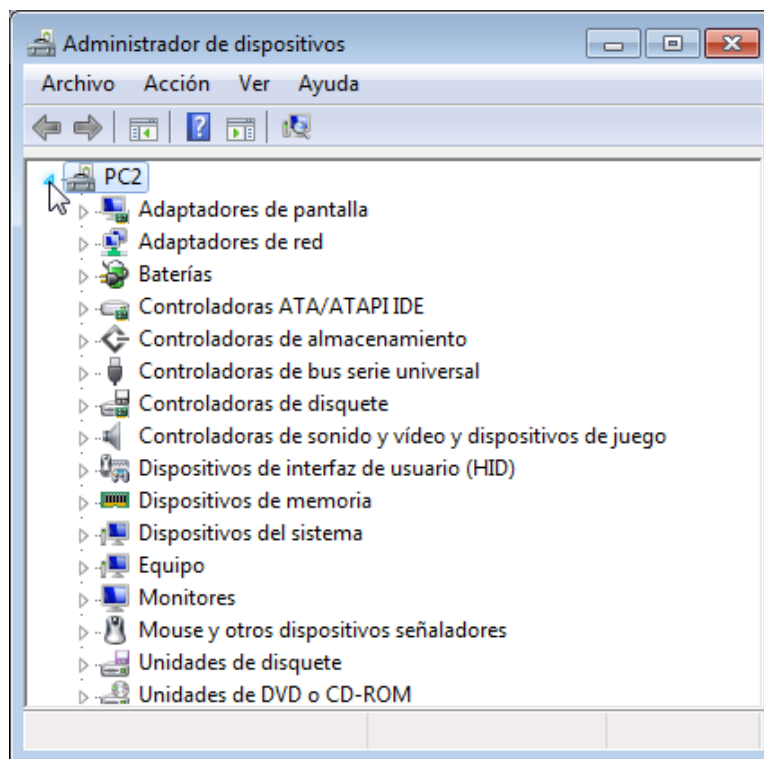 Administrador de dispositivos
Archivo Acción Ver Ayuda
PC2
Adaptadores de pantalla
Adaptadores de red
Baterías
Controladoras ATA/ATAPI IDE
Controladoras de almacenamiento
Controladoras de bus serie universal
Controladoras de disquete
Controladoras de sonido y vídeo y dispositivos de juego
Dispositivos de interfaz de usuario (HID)
Dispositivos de memoria
Dispositivos del sistema
Equipo
Monitores
Mouse y otros dispositivos señaladores
Unidades de disquete
Unidades de DVD o CD-ROM